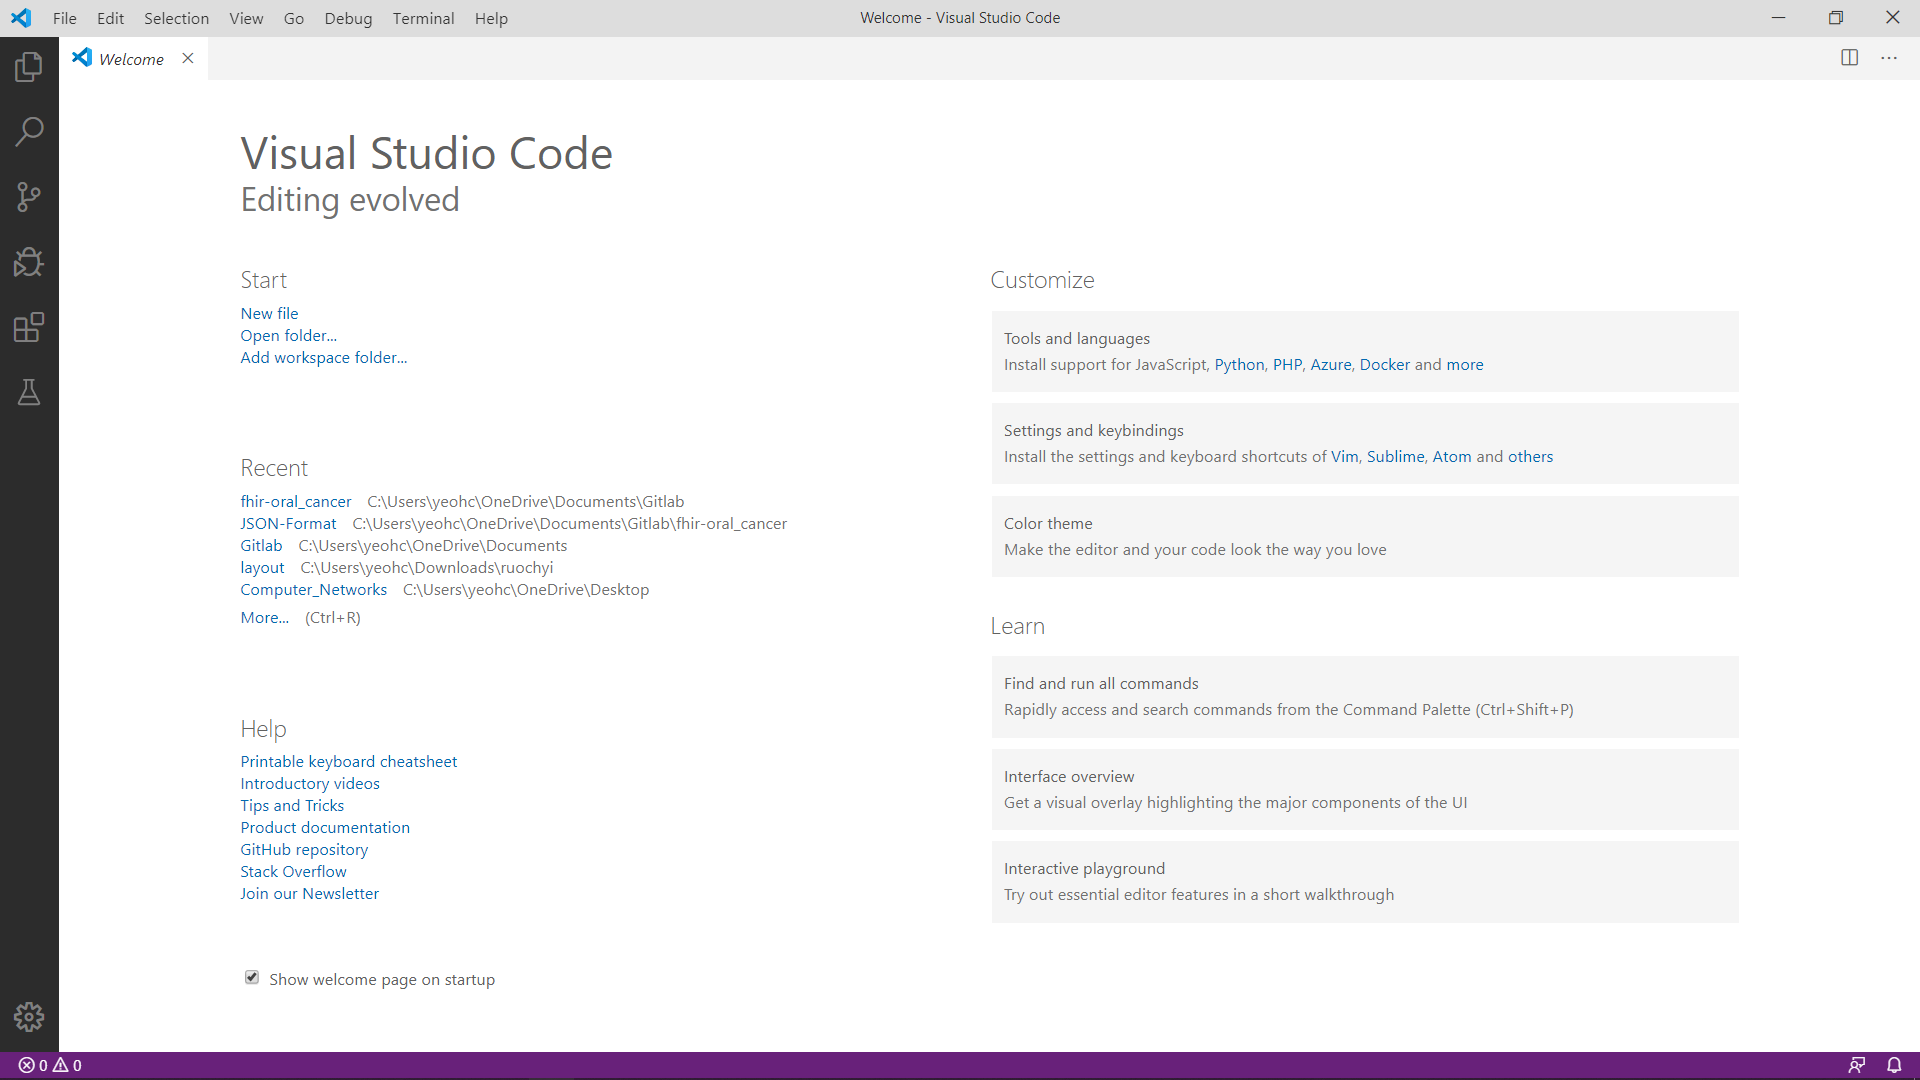 File Edit Selection View Go Debug Terminal Help
Welcome - Visual Studio Code
Welcome
Visual Studio Code
Editing evolved
Start
New file
Open folder...
Add workspace folder...
Recent
fhir-oral_cancer C:\Users\yeohc\OneDrive\Documents\Gitlab
JSON-Format C:\Users\yeohc\OneDrive\Documents\Gitlab\fhir-oral_cancer
Gitlab C:\Users\yeohc\OneDrive\Documents
layout C:\Users\yeohc\Downloads\ruochyi
Computer_Networks C:\Users\yeohc\OneDrive\Desktop
More... (Ctrl+R)
Help
Printable keyboard cheatsheet
Introductory videos
Tips and Tricks
Product documentation
GitHub repository
Stack Overflow
Join our Newsletter
Show welcome page on startup
Customize
Tools and languages
Install support for JavaScript, Python, PHP, Azure, Docker and more
Settings and keybindings
Install the settings and keyboard shortcuts of Vim, Sublime, Atom and others
Color theme
Make the editor and your code look the way you love
Learn
Find and run all commands
Rapidly access and search commands from the Command Palette (Ctrl+Shift+P)
Interface overview
Get a visual overlay highlighting the major components of the UI
Interactive playground
Try out essential editor features in a short walkthrough
0 0